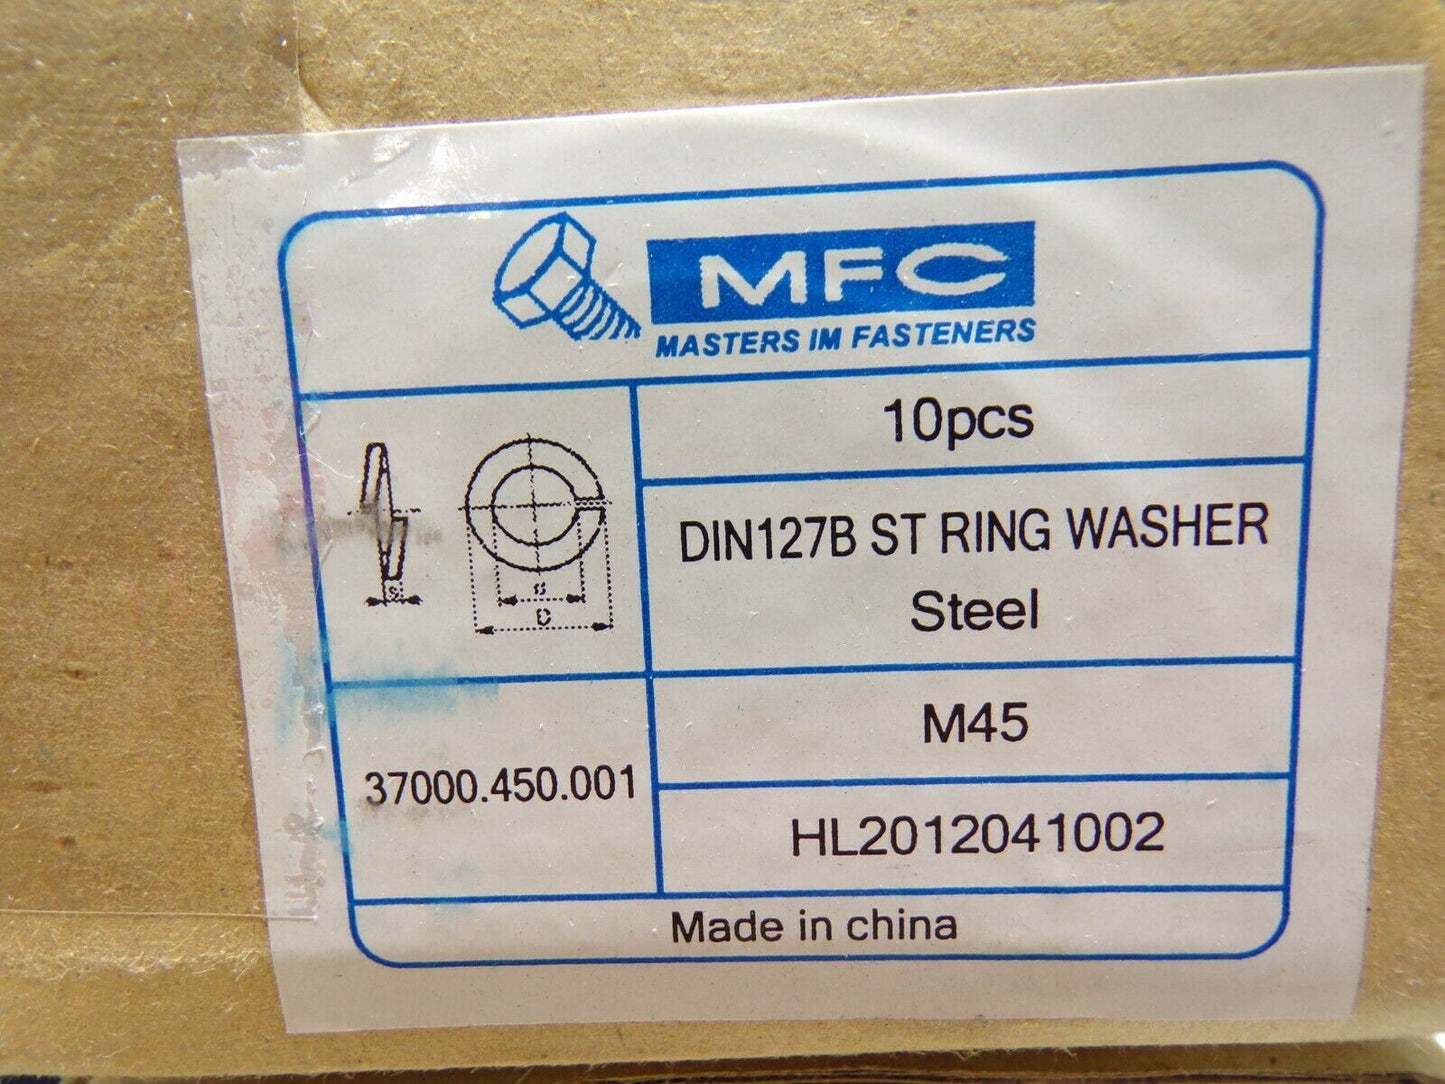 MFC
MASTERS IM FASTENERS
10pcs
DIN127B ST RING WASHER
Steel
s
d
D
M45
37000.450.001
HL2012041002
Made in china